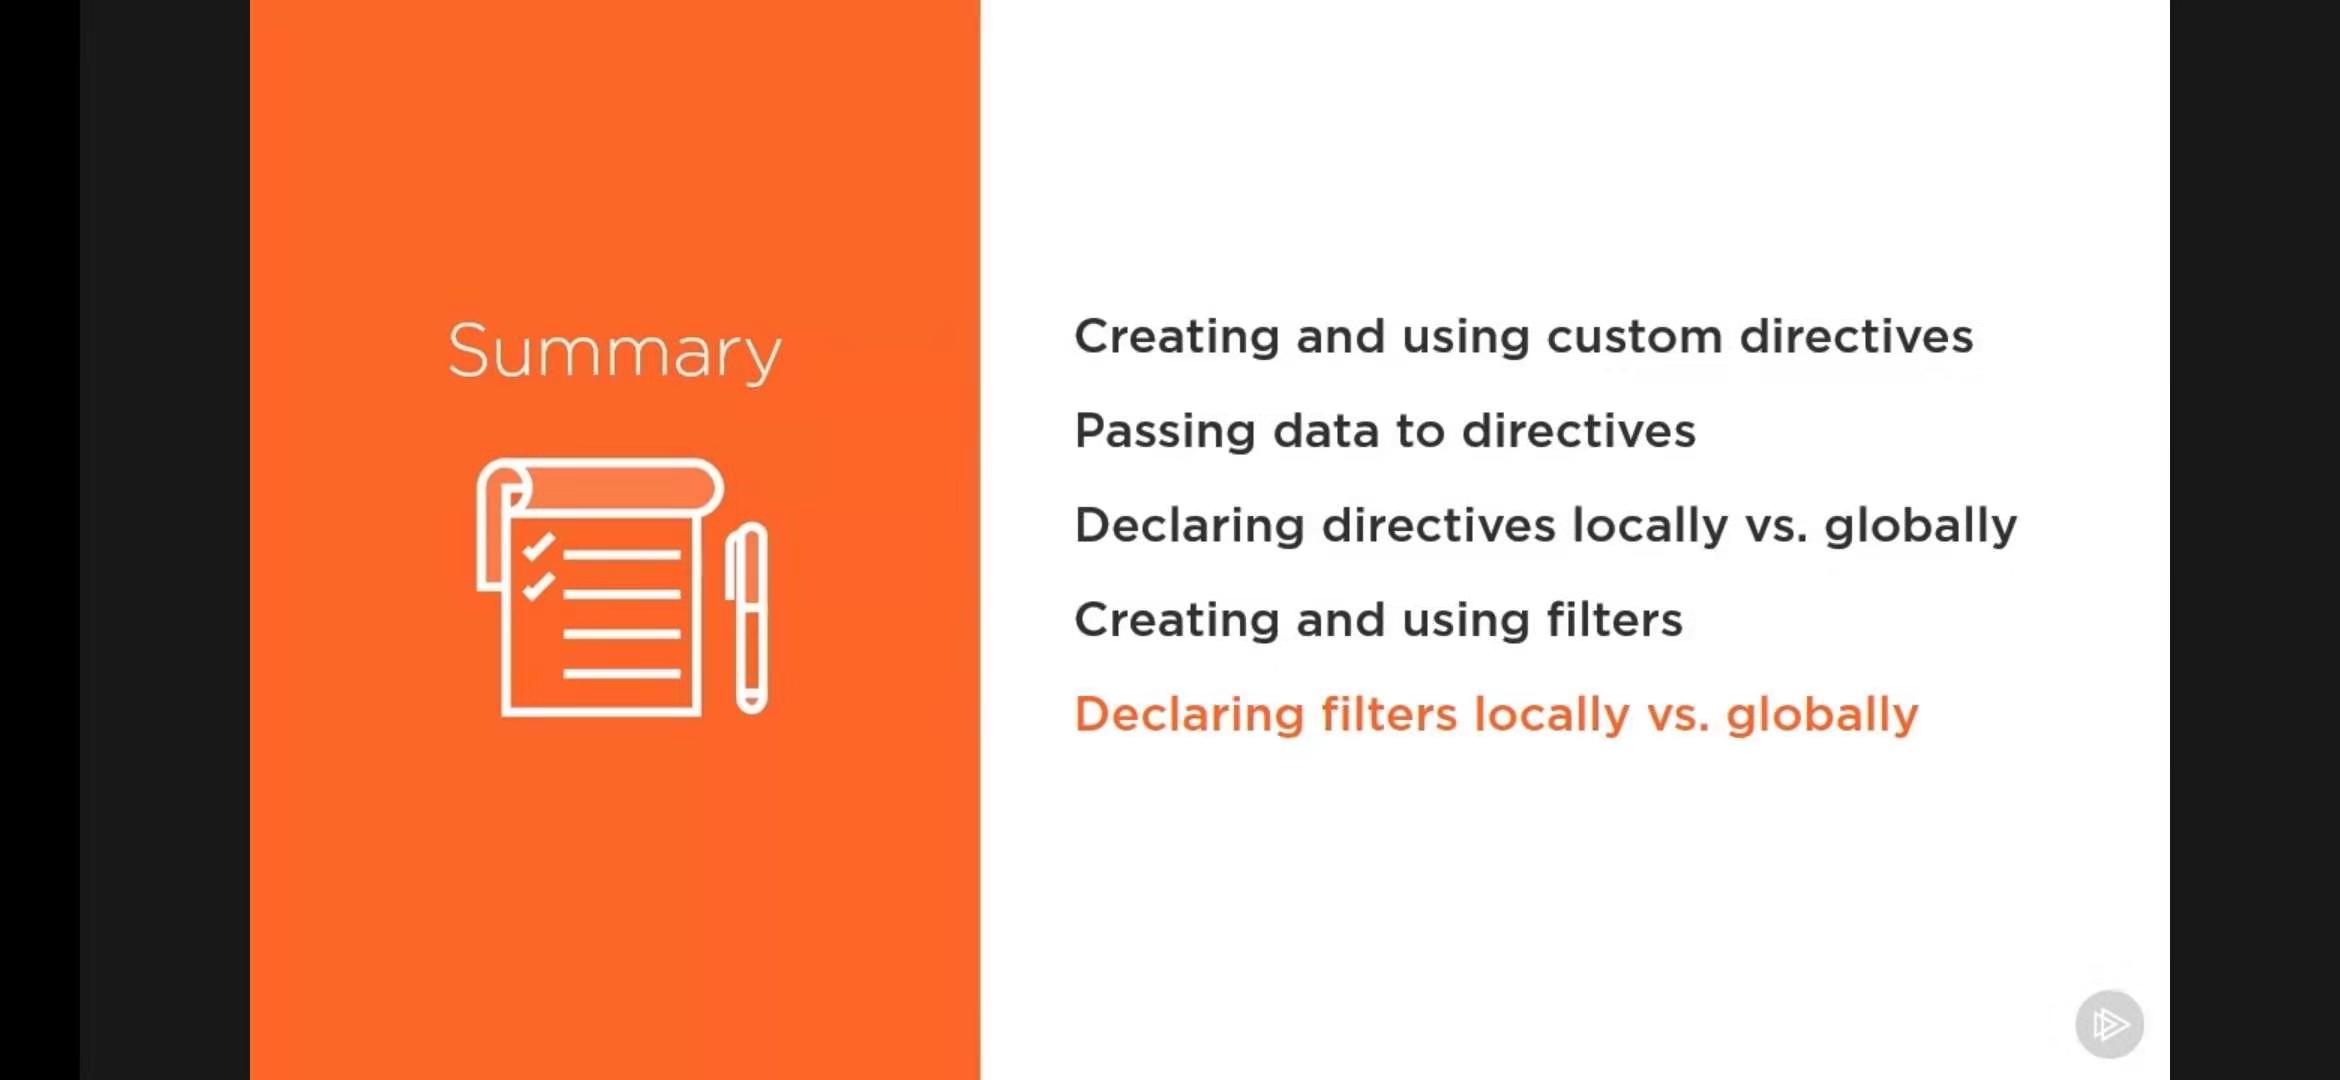 Summary
Creating and using custom directives
Passing data to directives
Declaring directives locally vs. globally
Creating and using filters
Declaring filters locally vs. globally